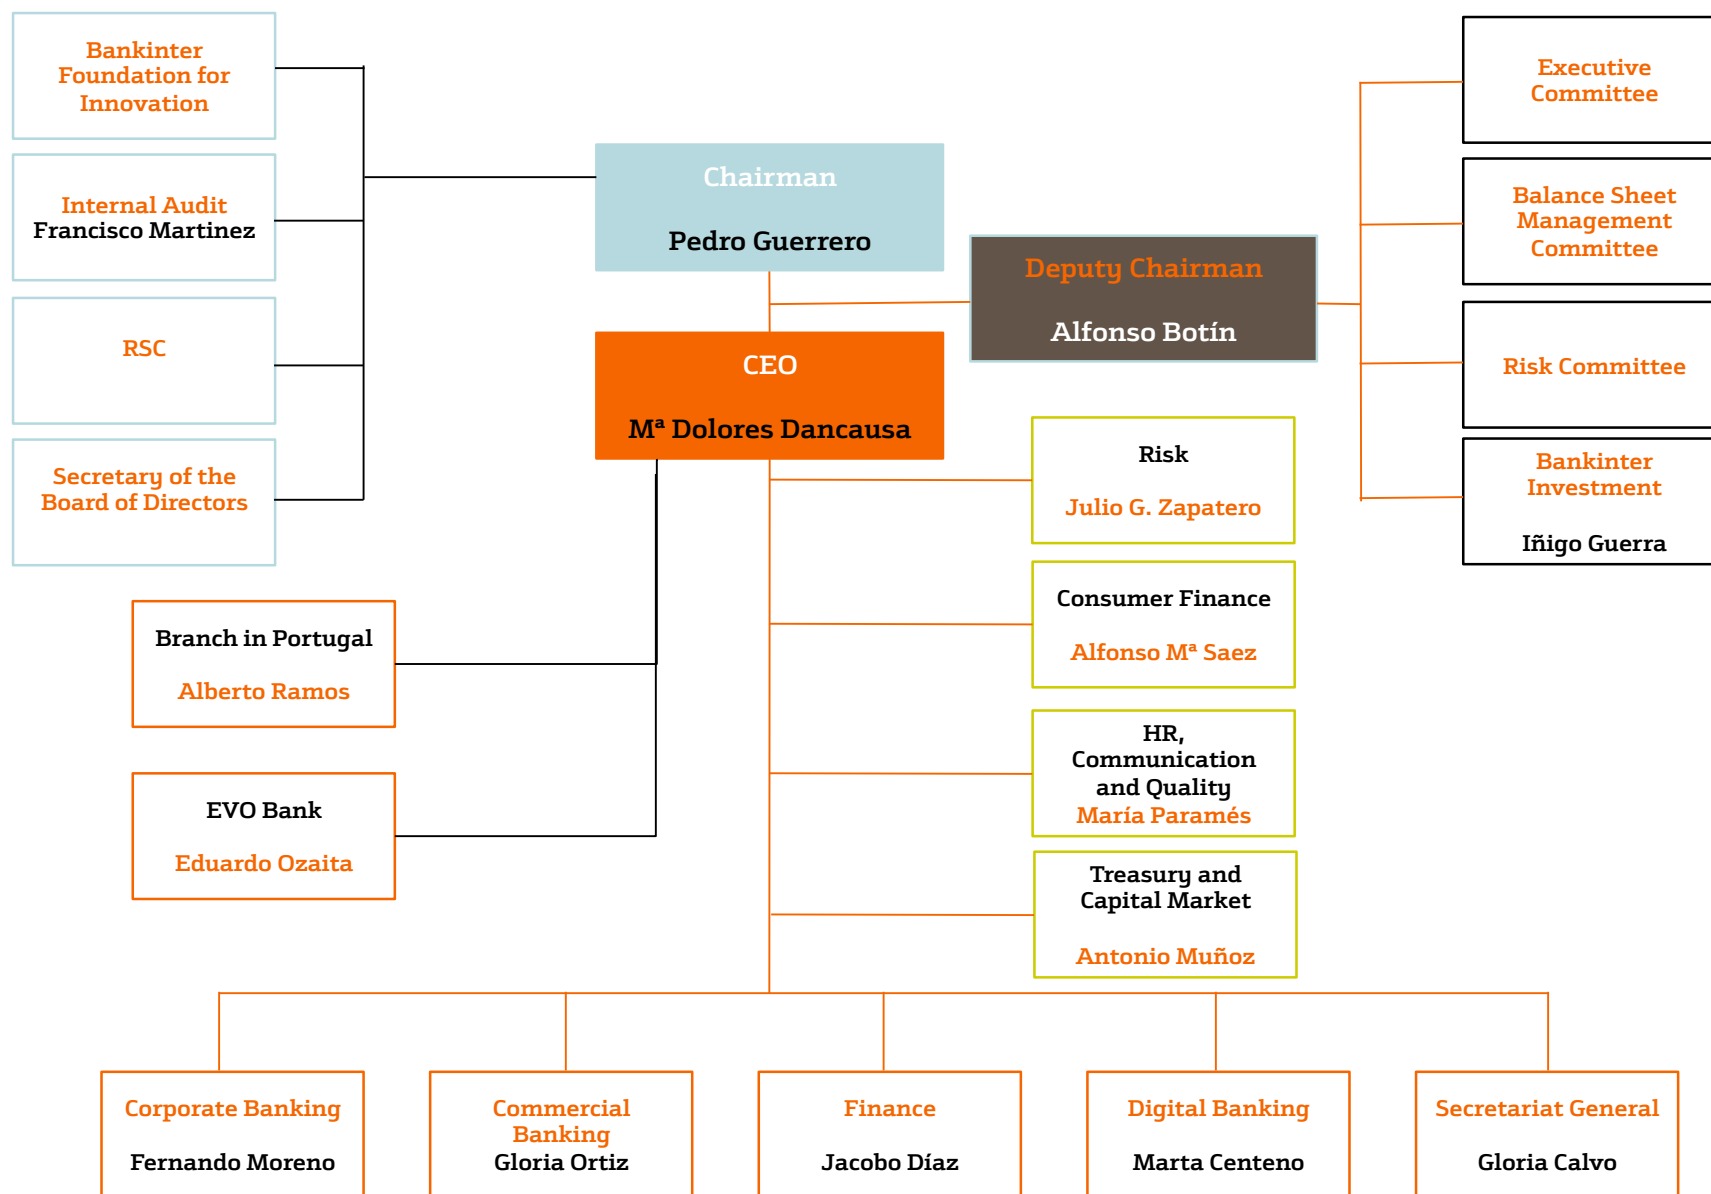 Bankinter
Foundation for
Innovation
Internal Audit
Francisco Martinez
RSC
Secretary of the
Board of Directors
Chairman
Pedro Guerrero
Deputy Chairman
Alfonso Botín
CEO
Mª Dolores Dancausa
Executive
Committee
Balance Sheet
Management
Committee
Risk Committee
Bankinter
Investment
Iñigo Guerra
Risk
Julio G. Zapatero
Consumer Finance
Alfonso Mª Saez
HR,
Communication
and Quality
María Paramés
Treasury and
Capital Market
Antonio Muñoz
Branch in Portugal
Alberto Ramos
EVO Bank
Eduardo Ozaita
Corporate Banking
Fernando Moreno
Commercial
Banking
Gloria Ortiz
Finance
Jacobo Díaz
Digital Banking
Marta Centeno
Secretariat General
Gloria Calvo